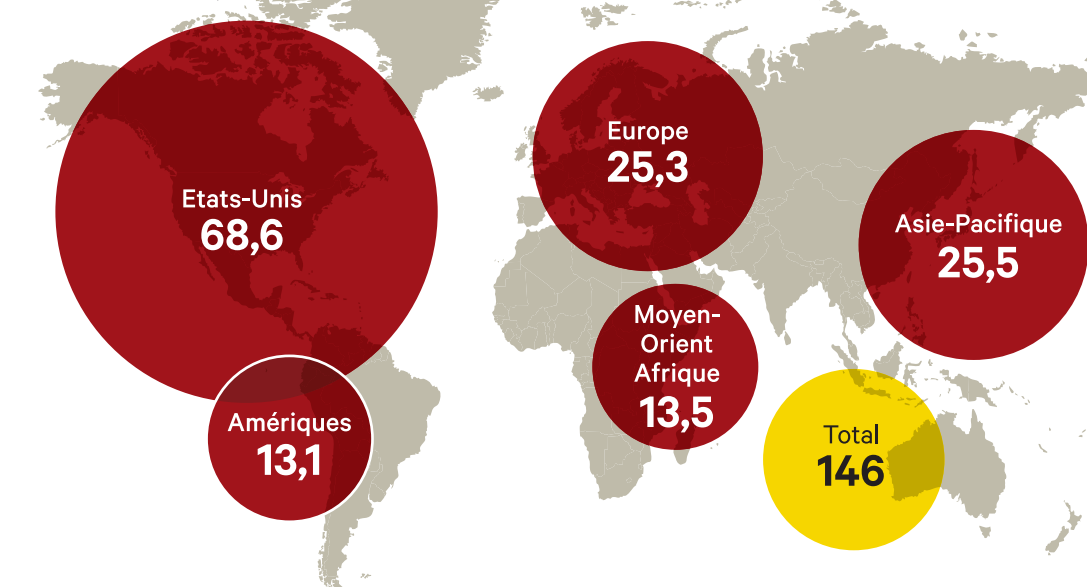 Etats-Unis
68,6
Amériques
13,1
Europe
25,3
Moyen-
Orient
Afrique
13,5
Asie-Pacifique
25,5
Total
146